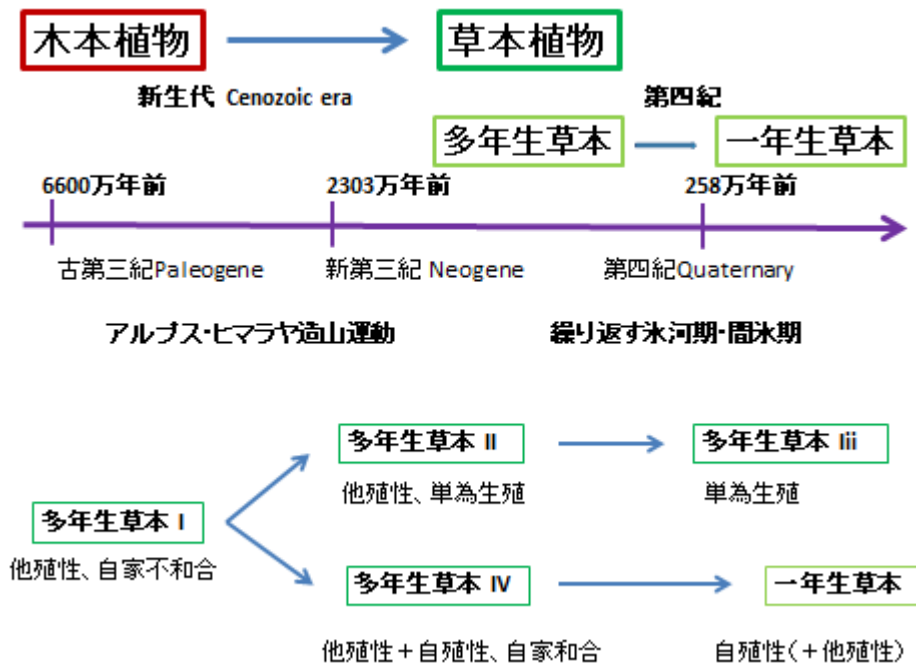 木本植物
草本植物
新生代 Cenozoic era
第四紀
多年生草本
一年生草本
6600万年前
2303万年前
258万年前
古第三紀Paleogene
新第三紀 Neogene
第四紀Quaternary
アルプス・ヒマラヤ造山運動
繰り返す氷河期・間氷期
多年生草本 II
多年生草本 Iii
他殖性、単為生殖
単為生殖
多年生草本 I
他殖性、自家不和合
多年生草本 IV
一年生草本
他殖性＋自殖性、自家和合
自殖性(＋他殖性)